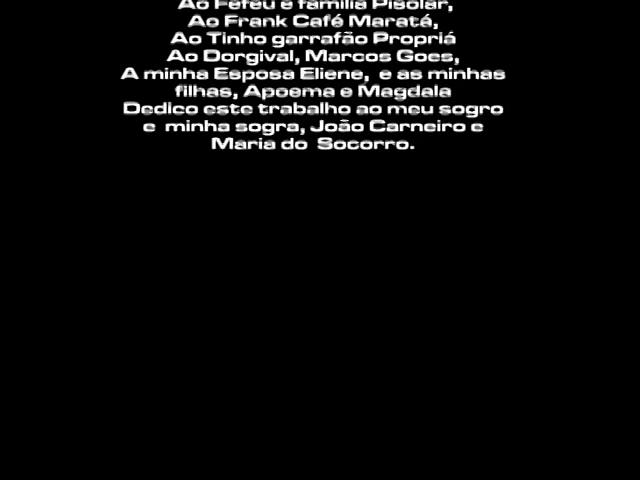 Ao Fefeu e família Pisolar,
Ao Frank Café Maratá,
Ao Tinho garrafão Propriá
Ao Dorgival, Marcos Goes,
A minha Esposa Eliene, e as minhas
filhas, Apoema e Magdala
Dedico este trabalho ao meu sogro
e minha sogra, João Carneiro e
Maria do Socorro.